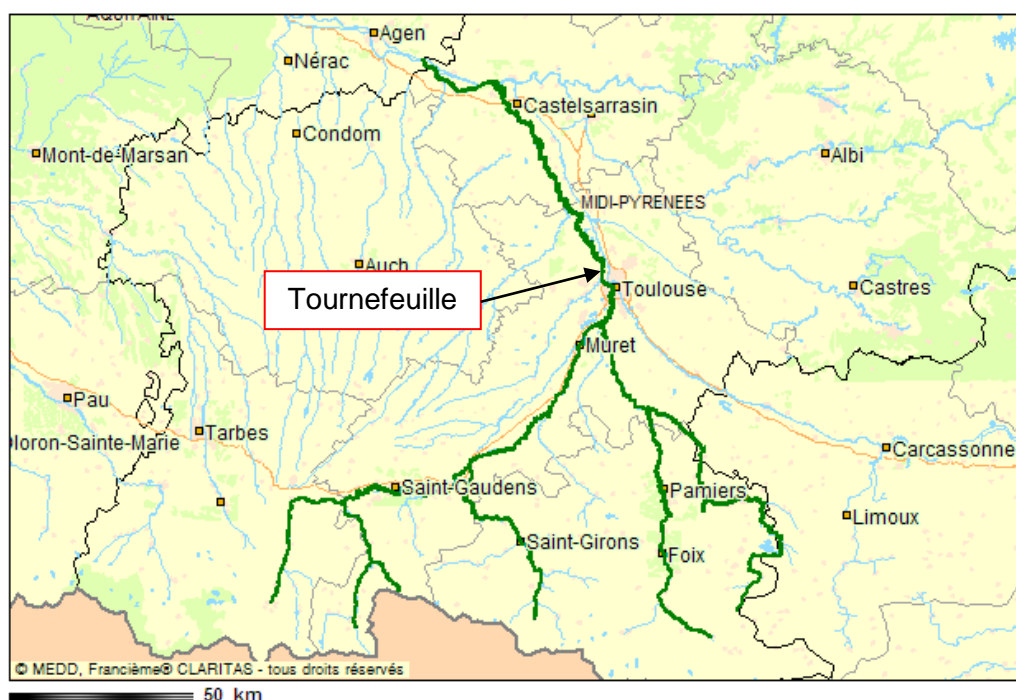 AQUITAINE
Agen
Nérac
Castelsarrasin
Condom
Mont-de-Marsan
Albi
MIDI-PYRENEES
Auch
Tournefeuille
Toulouse
Castres
Muret
Pau
Tarbes
Oloron-Sainte-Marie
Carcassonne
Saint-Gaudens
Pamiers
Limoux
Saint-Girons
Foix
© MEDD, Francième® CLARITAS - tous droits réservés
50 km